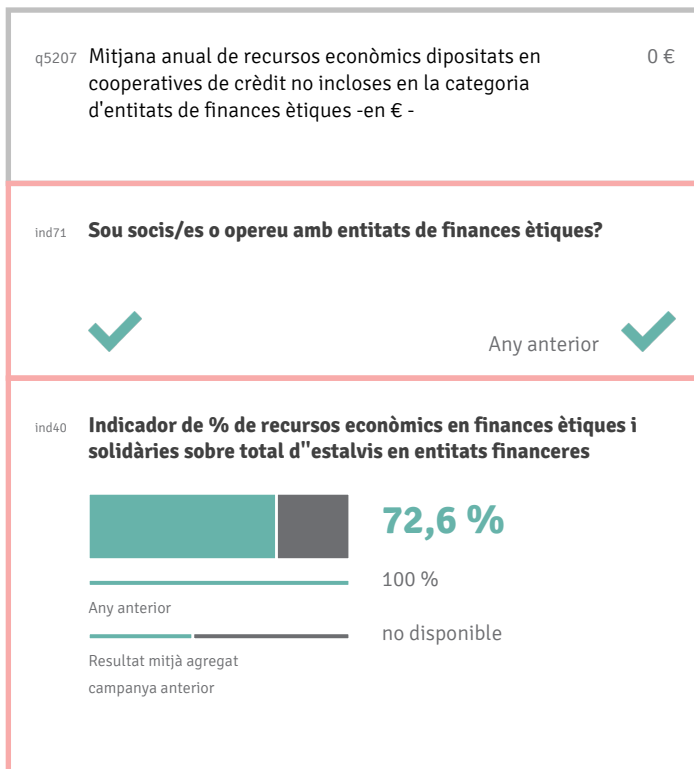 q5207 Mitjana anual de recursos econòmics dipositats en 0 €
cooperatives de crèdit no incloses en la categoria
d'entitats de finances ètiques -en € -
ind71 Sou socis/es o opereu amb entitats de finances ètiques?
Any anterior
ind40 Indicador de % de recursos econòmics en finances ètiques i
solidàries sobre total d"estalvis en entitats financeres
72,6 %
100 %
Any anterior
no disponible
Resultat mitjà agregat
campanya anterior